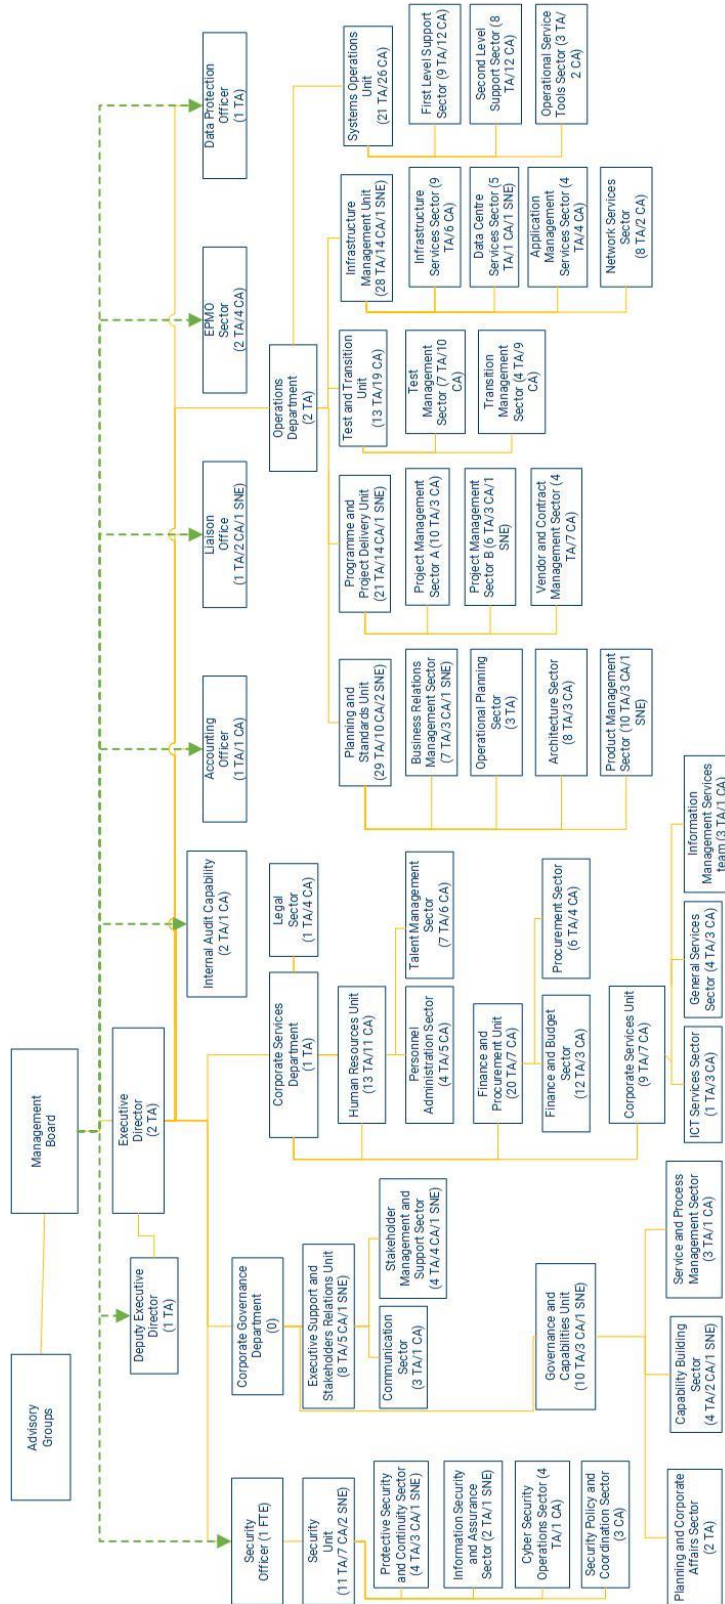 Advisory
Groups
Management
Board
Deputy Executive
Director
(1 TA)
Executive
Director
(2 TA)
Security
Officer (1 FTE)
Internal Audit Capability
(2 TA/1 CA)
Accounting
Officer
(1 TA/1 CA)
Liaison
Office
(1 TA/2 CA/1 SNE)
EPMO
Sector
(2 TA/4 CA)
Data Protection
Officer
(1 TA)
Security
Unit
(11 TA/7 CA/2 SNE)
Protective Security
and Continuity Sector
(4 TA/3 CA/1 SNE)
Information Security
and Assurance
Sector (2 TA/1 SNE)
Cyber Security
Operations Sector (4
TA/1 CA)
Security Policy and
Coordination Sector
(3 CA)
Corporate Governance
Department
(0)
Executive Support and
Stakeholders Relations Unit
(8 TA/5 CA/1 SNE)
Communication
Sector
(3 TA/1 CA)
Stakeholder
Management and
Support Sector
(4 TA/4 CA/1 SNE)
Governance and
Capabilities Unit
(10 TA/3 CA/1 SNE)
Planning and Corporate
Affairs Sector
(2 TA)
Capability Building
Sector
(4 TA/2 CA/1 SNE)
Service and Process
Management Sector
(3 TA/1 CA)
Corporate Services
Department
(1 TA)
Legal
Sector
(1 TA/4 CA)
Human Resources Unit
(13 TA/11 CA)
Personnel
Administration Sector
(4 TA/5 CA)
Talent Management
Sector
(7 TA/6 CA)
Finance and
Procurement Unit
(20 TA/7 CA)
Finance and Budget
Sector
(12 TA/3 CA)
Procurement Sector
(6 TA/4 CA)
Corporate Services Unit
(9 TA/7 CA)
ICT Services Sector
(1 TA/3 CA)
General Services
Sector (4 TA/3 CA)
Information
Management Services
team (3 TA/1 CA)
Operations
Department
(2 TA)
Planning and
Standards Unit
(29 TA/10 CA/2 SNE)
Business Relations
Management Sector
(7 TA/3 CA/1 SNE)
Operational Planning
Sector
(3 TA)
Architecture Sector
(8 TA/3 CA)
Product Management
Sector (10 TA/3 CA/1
SNE)
Programme and
Project Delivery Unit
(21 TA/14 CA/1 SNE)
Project Management
Sector A (10 TA/3 CA)
Project Management
Sector B (6 TA/3 CA/1
SNE)
Vendor and Contract
Management Sector (4
TA/7 CA)
Test and Transition
Unit
(13 TA/19 CA)
Test
Management
Sector (7 TA/10
CA)
Transition
Management
Sector (4 TA/9
CA)
Infrastructure
Management Unit
(28 TA/14 CA/1 SNE)
Infrastructure
Services Sector (9
TA/6 CA)
Data Centre
Services Sector (5
TA/1 CA/1 SNE)
Application
Management
Services Sector (4
TA/4 CA)
Network Services
Sector
(8 TA/2 CA)
Systems Operations
Unit
(21 TA/26 CA)
First Level Support
Sector (9 TA/12 CA)
Second Level
Support Sector (8
TA/12 CA)
Operational Service
Tools Sector (3 TA/
2 CA)